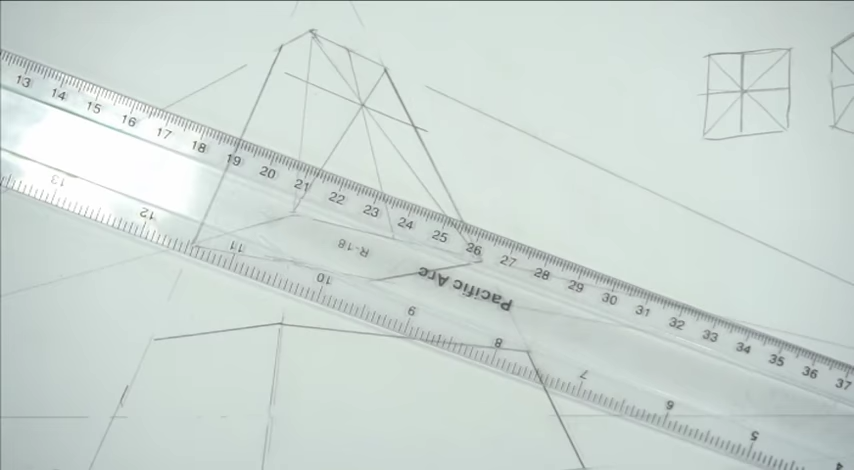 13 14 15 16 17 18 19 20 21 22 23 24 25 26 27 28 29 30 31 32 33 34 35 36 37
R-18
Pacific Arc
13 12 11 10 9 8 7 6 5 4